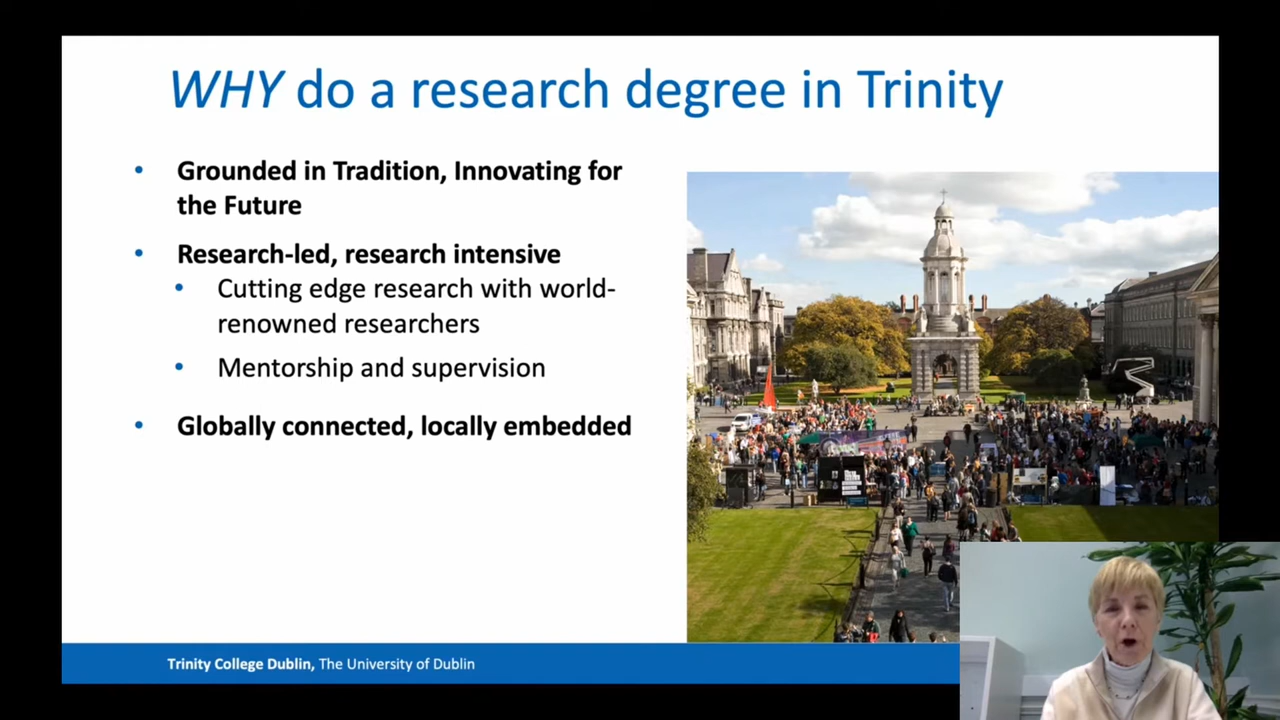 WHY do a research degree in Trinity
• Grounded in Tradition, Innovating for
the Future
• Research-led, research intensive
• Cutting edge research with world-
renowned researchers
• Mentorship and supervision
• Globally connected, locally embedded
Trinity College Dublin, The University of Dublin